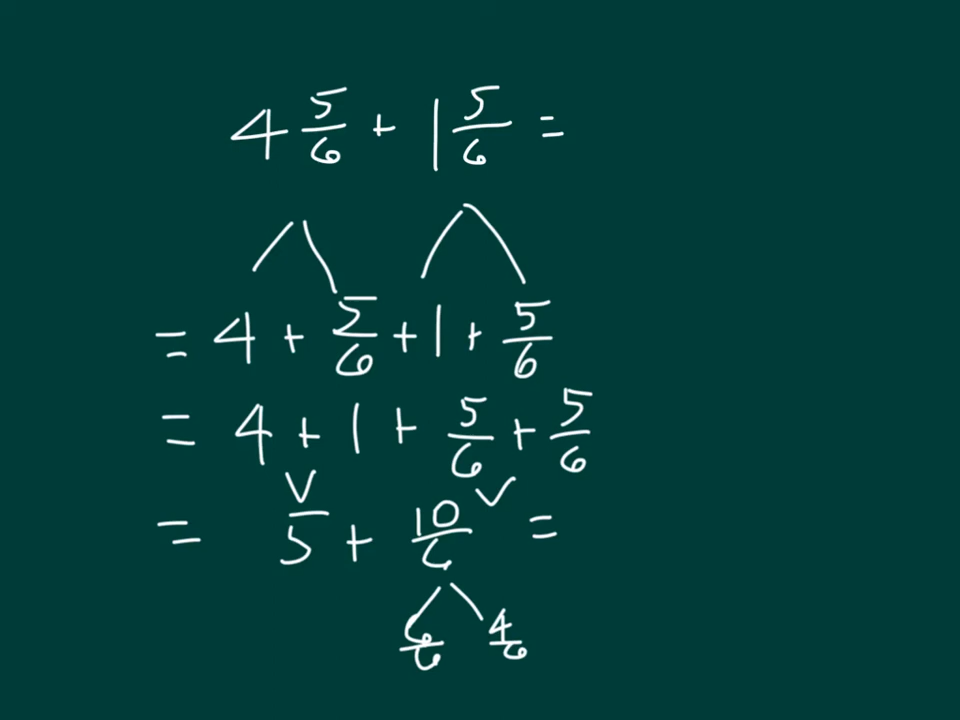 4 5/6 + 1 5/6 =
= 4 + 5/6 + 1 + 5/6
= 4 + 1 + 5/6 + 5/6
= 5 + 10/6 =
6/6 4/6